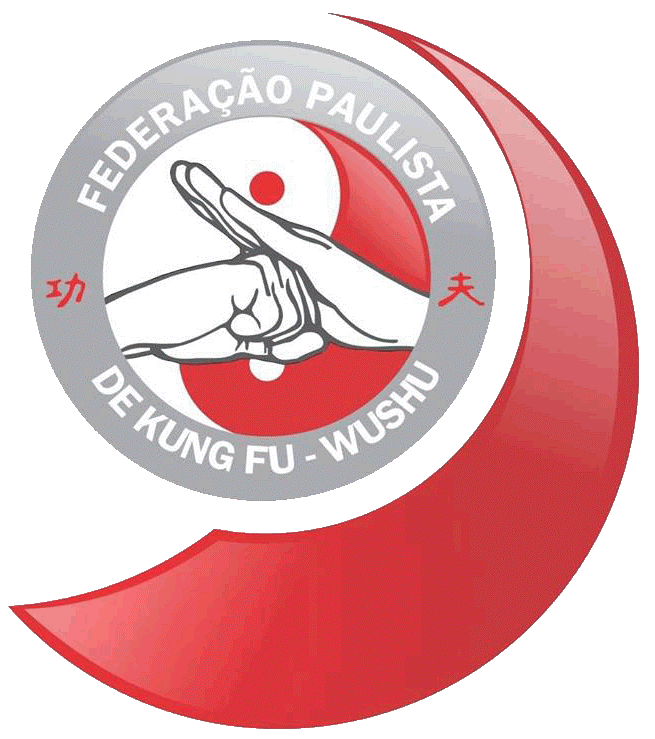 FEDERAÇÃO PAULISTA
功 夫
DE KUNG FU - WUSHU